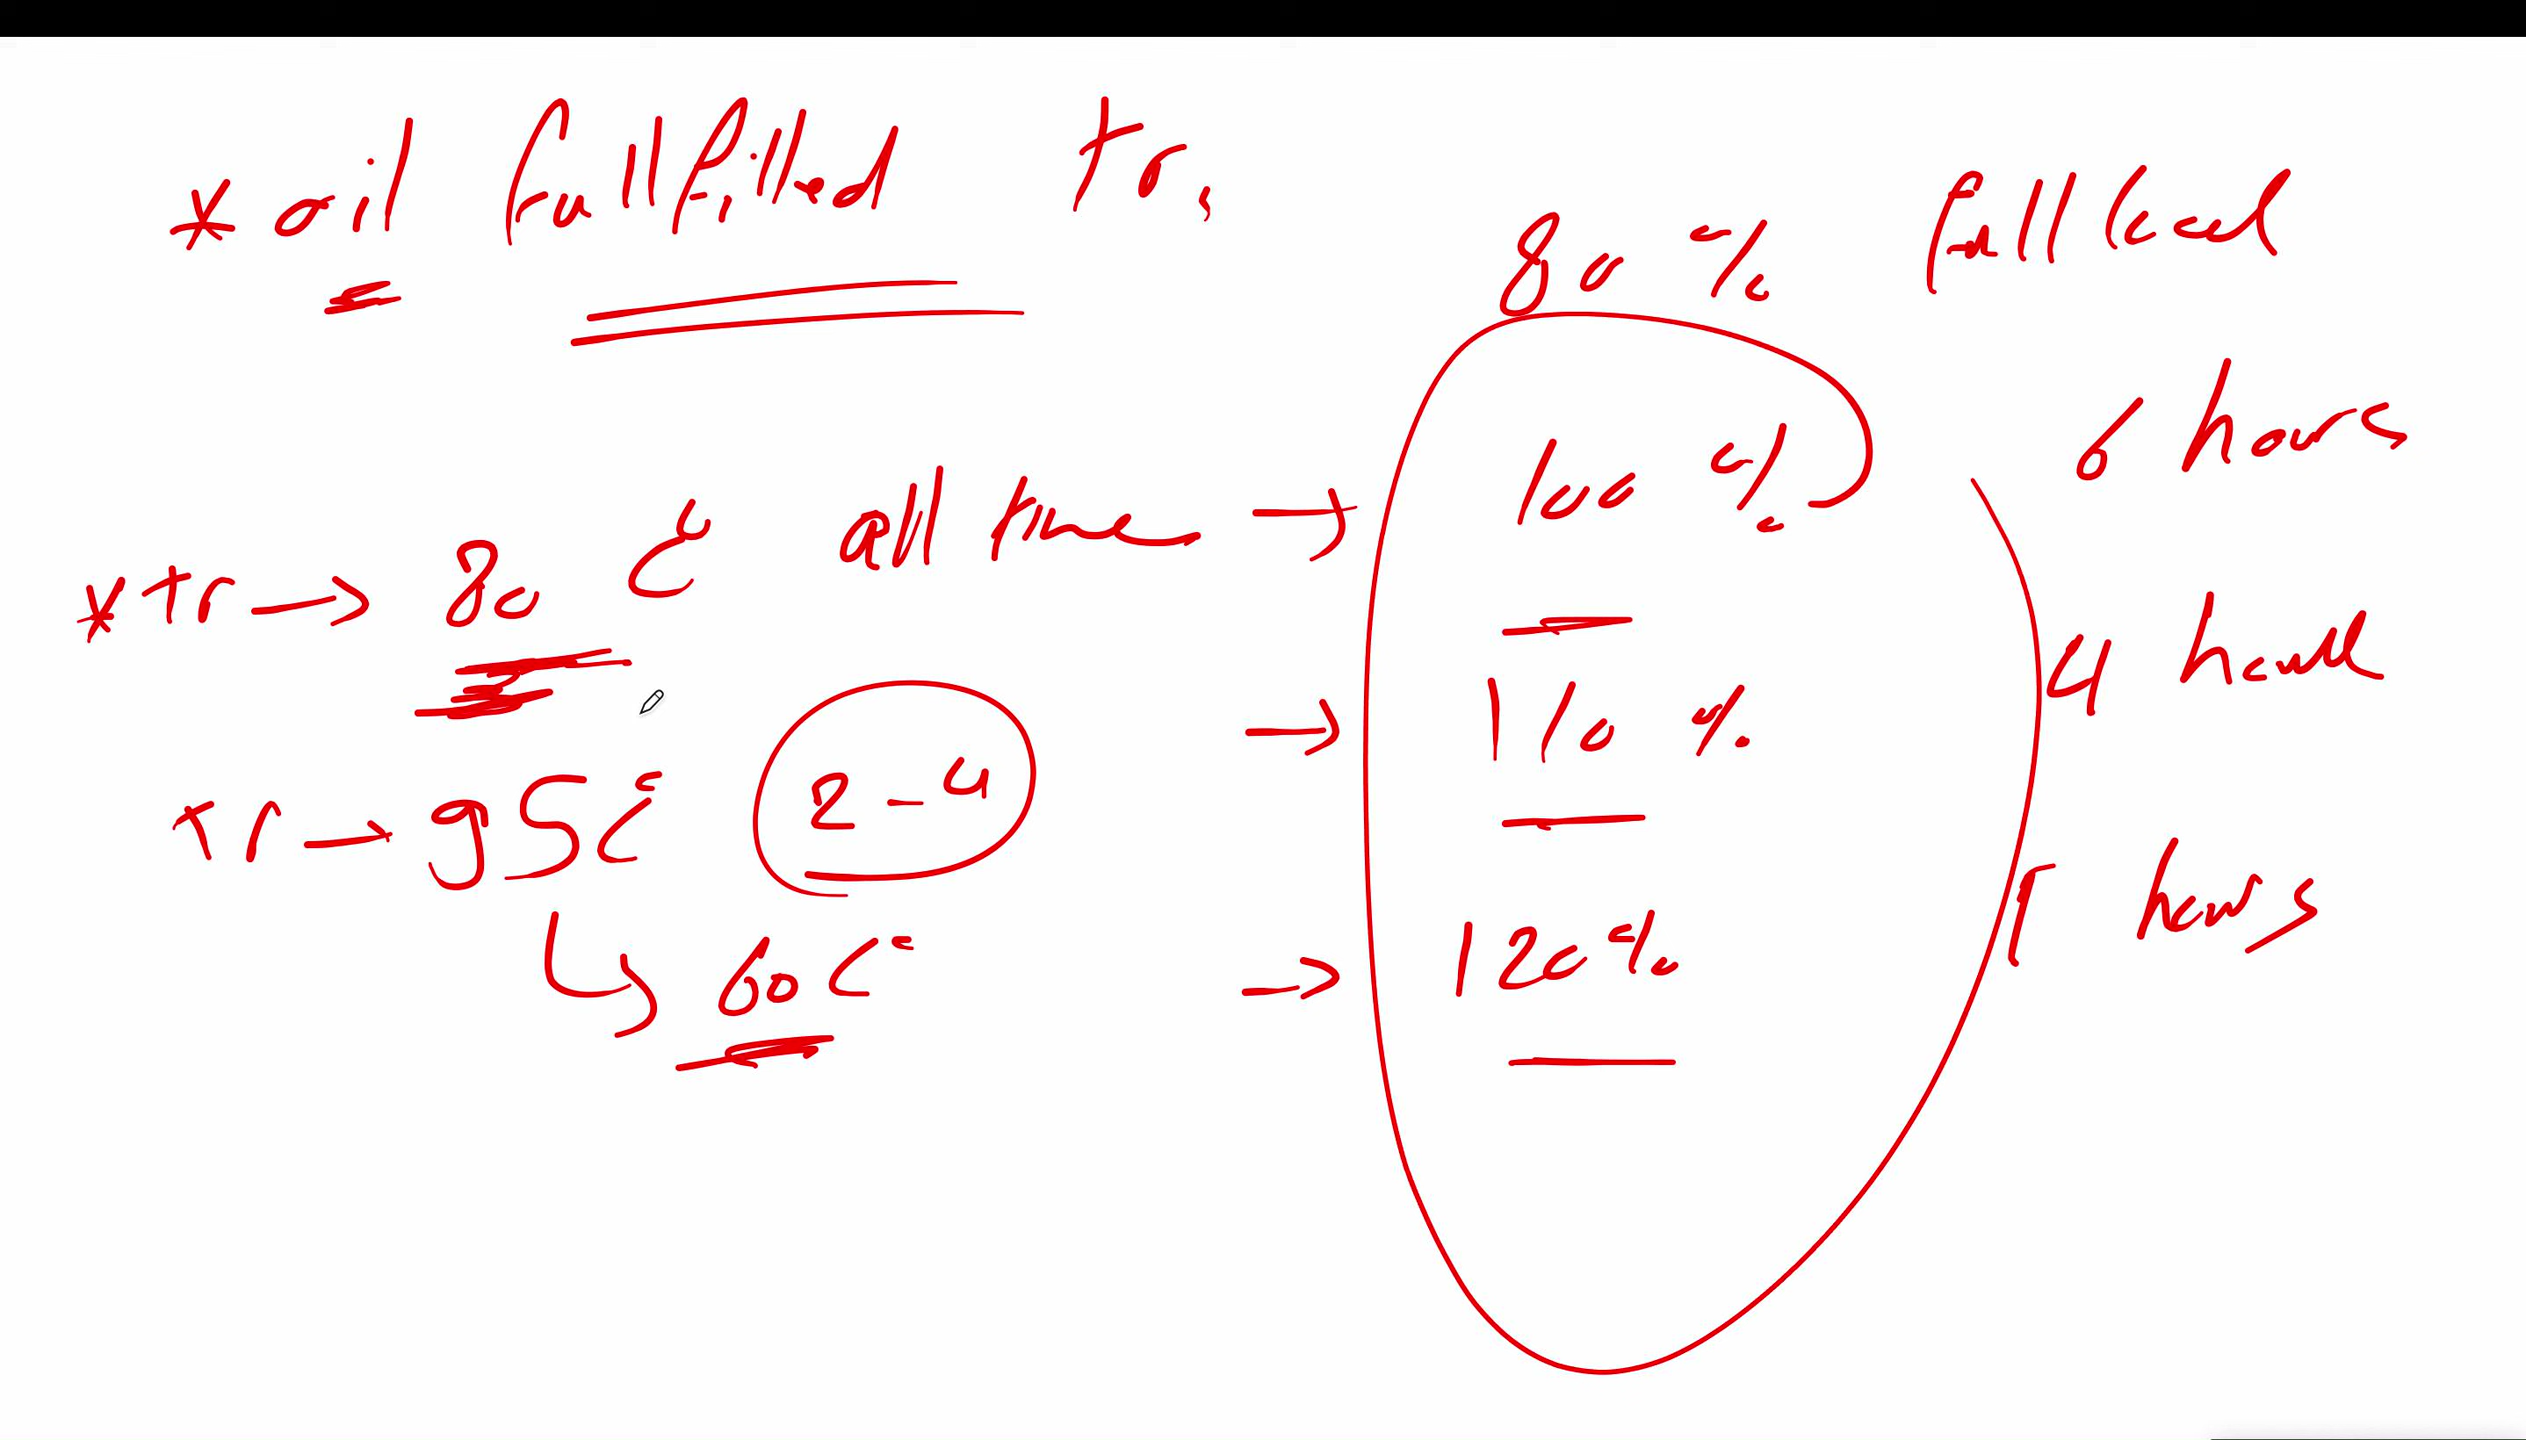 * oil fullfilled tr.
80 % full load
* tr → 80 C° all time → 100 % 6 hours
→ 110 % 4 hours
tr → 95 C° 2 - 4
↳ 60 C° → 120 % 1 hours